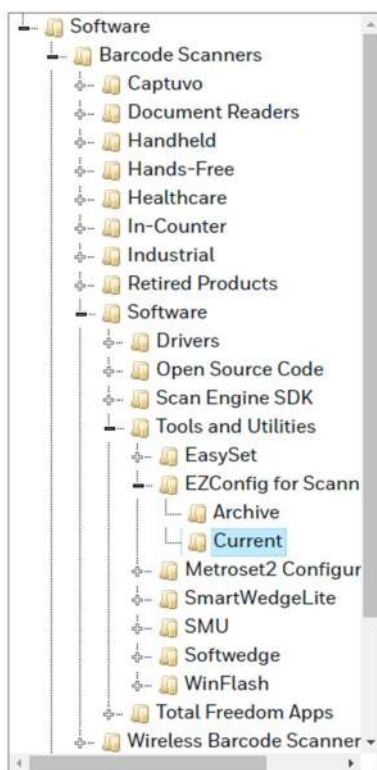 Software
Barcode Scanners
Captuvo
Document Readers
Handheld
Hands-Free
Healthcare
In-Counter
Industrial
Retired Products
Software
Drivers
Open Source Code
Scan Engine SDK
Tools and Utilities
EasySet
EZConfig for Scann
Archive
Current
Metroset2 Configur
SmartWedgeLite
SMU
Softwedge
WinFlash
Total Freedom Apps
Wireless Barcode Scanner